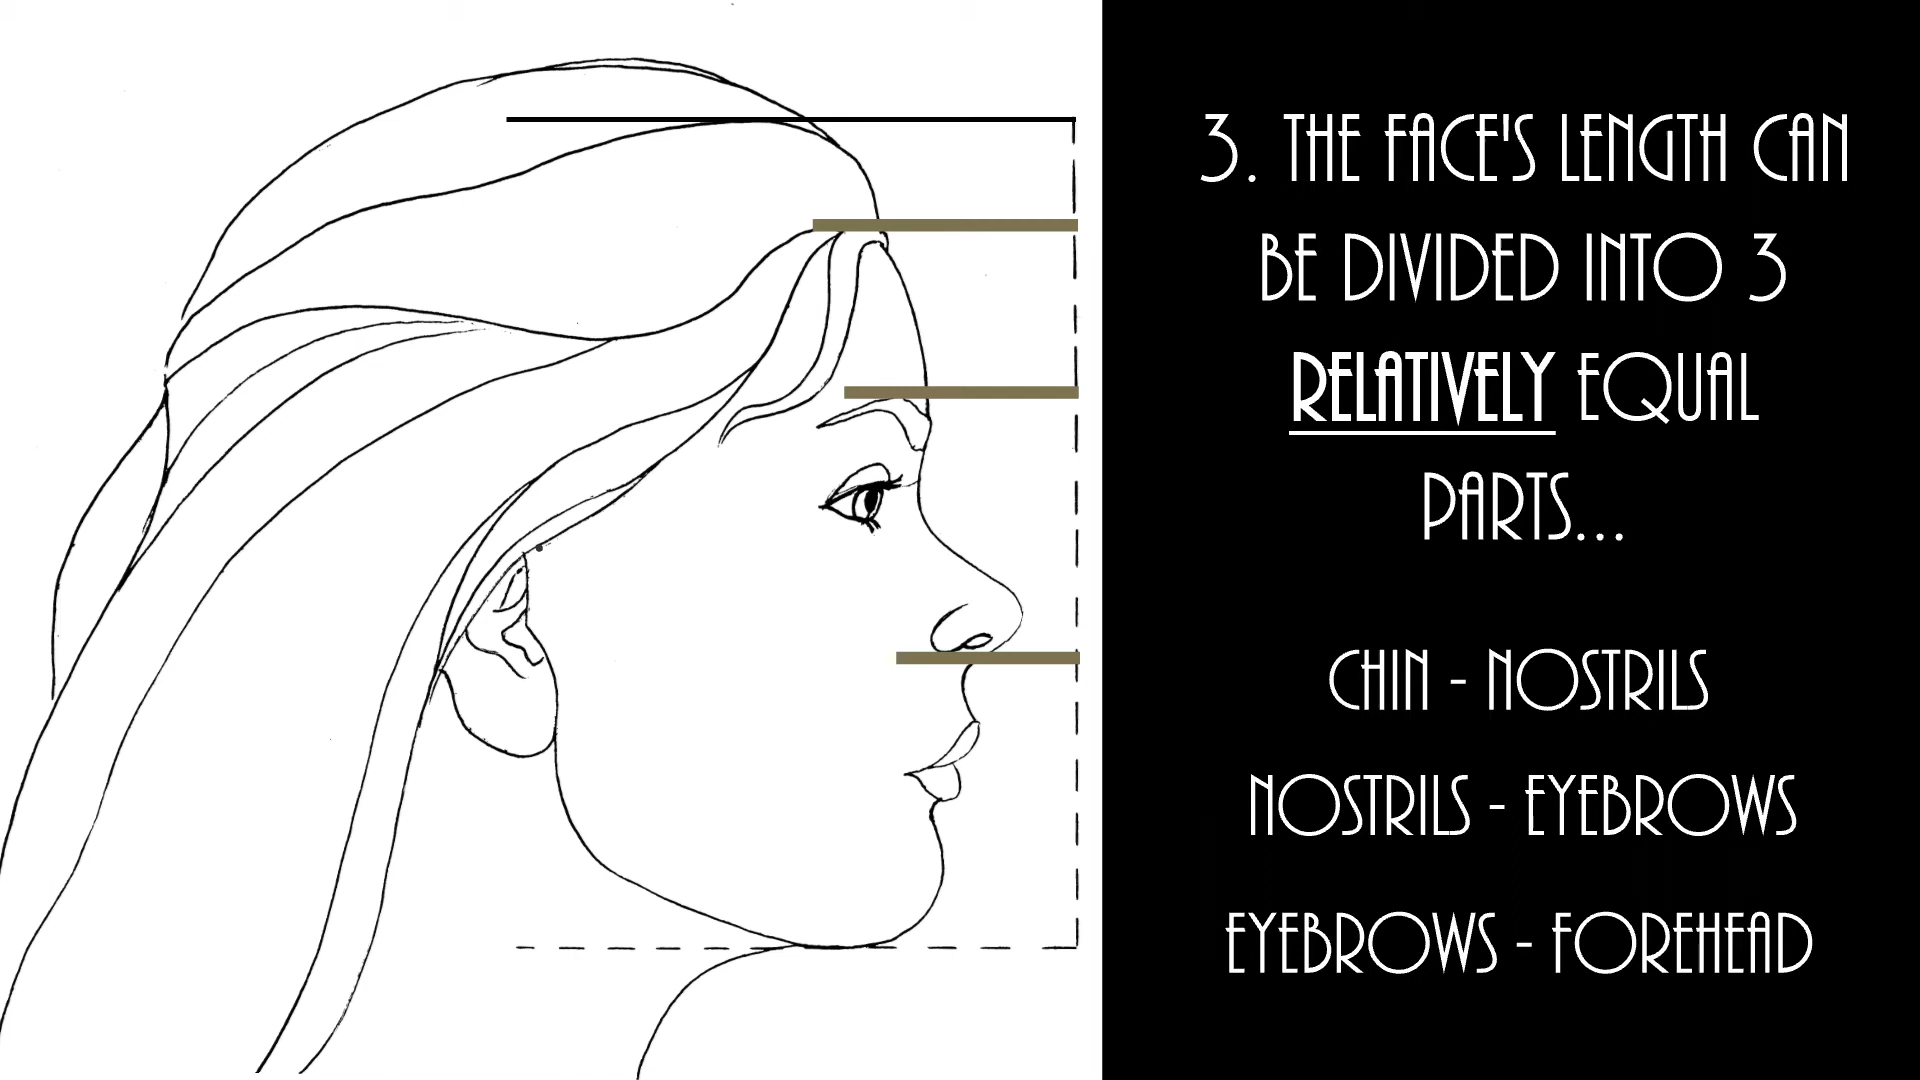 3. THE FACE'S LENGTH CAN
BE DIVIDED INTO 3
RELATIVELY EQUAL
PARTS...
CHIN - NOSTRILS
NOSTRILS - EYEBROWS
EYEBROWS - FOREHEAD